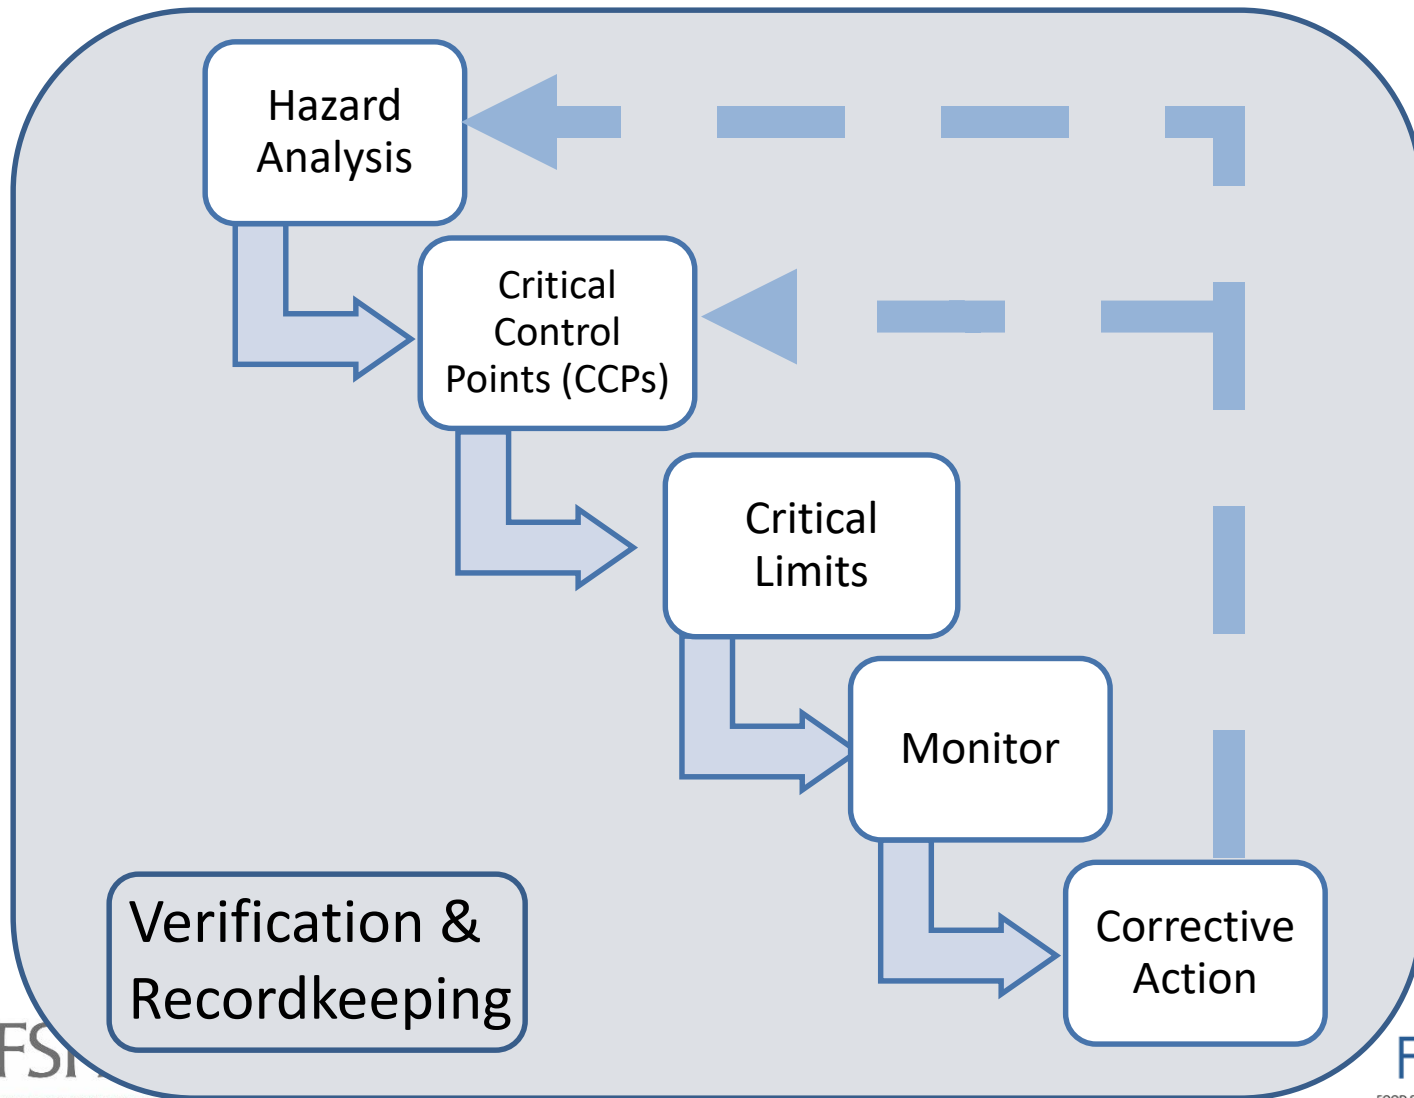 Hazard
Analysis
Critical
Control
Points (CCPs)
Critical
Limits
Monitor
Corrective
Action
Verification &
Recordkeeping